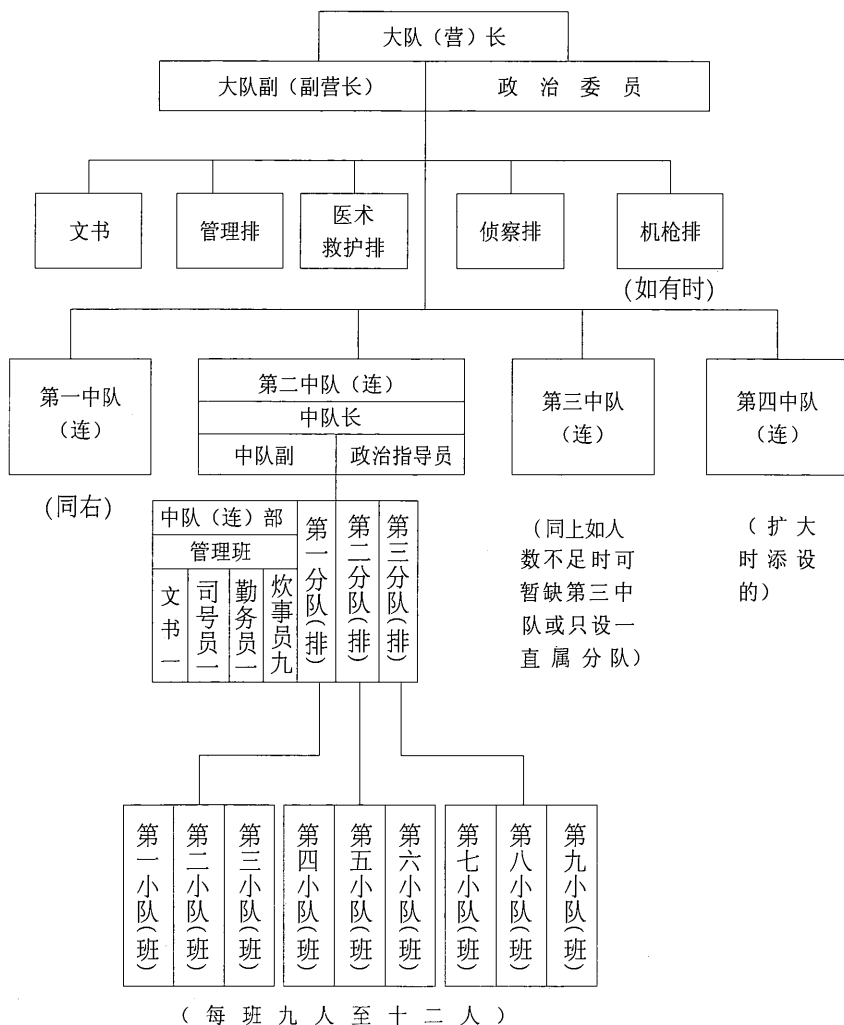 大队（营）长
大队副（副营长）
政治委员
文书
管理排
医术
救护排
侦察排
机枪排
（如有时）
第一中队
（连）
（同右）
第二中队（连）
中队长
中队副
政治指导员
第三中队
（连）
（同上如人
数不足时可
暂缺第三中
队或只设一
直属分队）
第四中队
（连）
（扩大
时添设
的）
中队（连）部
管理班
文书一
司号员一
勤务员一
炊事员九
第一分队（排）
第二分队（排）
第三分队（排）
第一小队（班）
第二小队（班）
第三小队（班）
第四小队（班）
第五小队（班）
第六小队（班）
第七小队（班）
第八小队（班）
第九小队（班）
（每班九人至十二人）